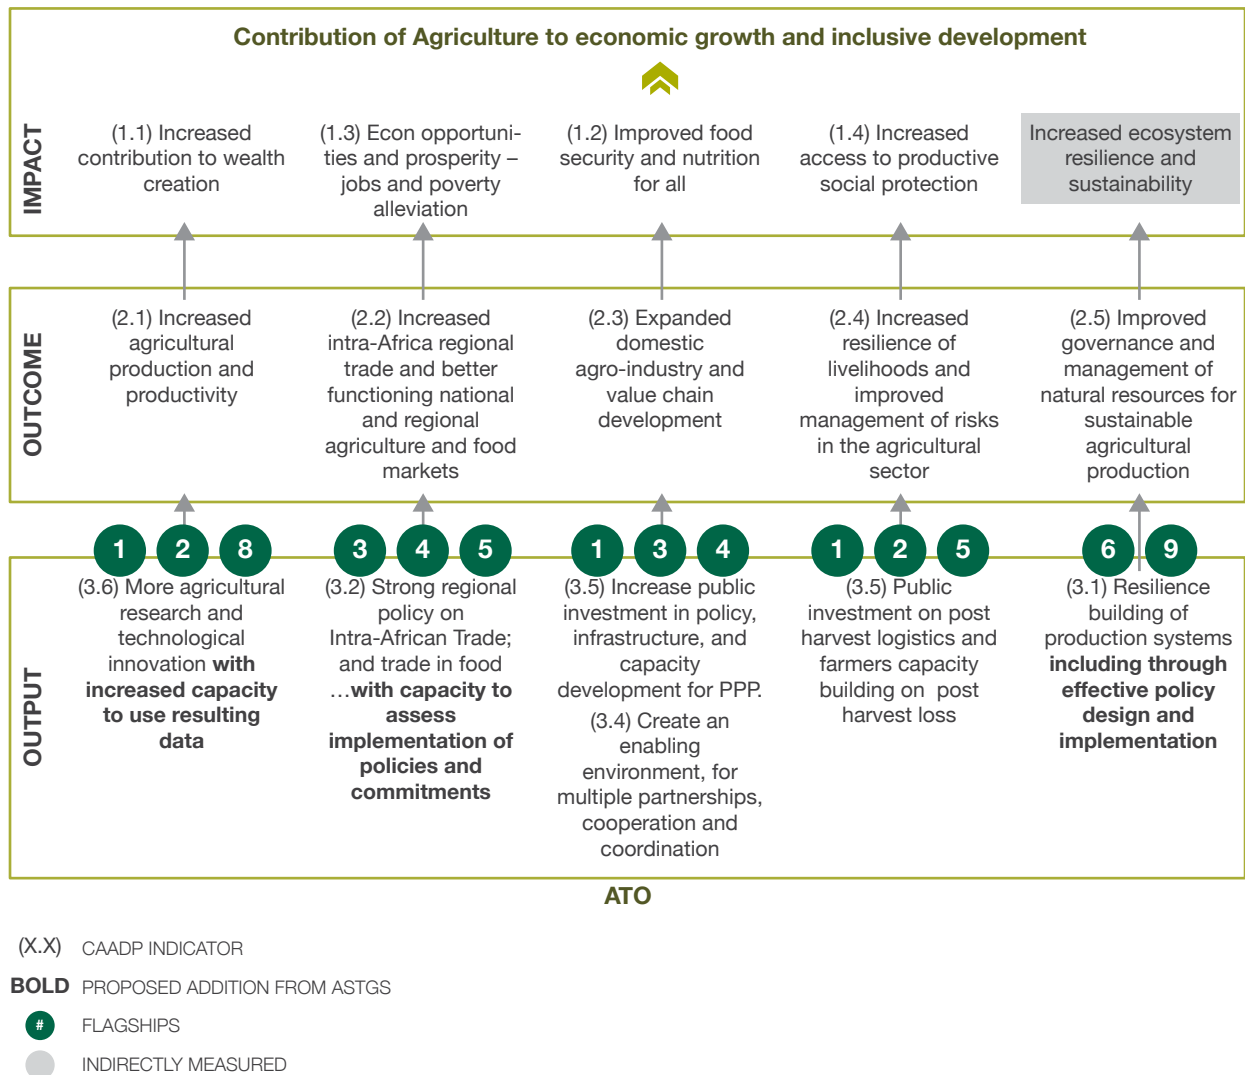 Contribution of Agriculture to economic growth and inclusive development
IMPACT
(1.1) Increased
contribution to wealth
creation
(1.3) Econ opportuni-
ties and prosperity –
jobs and poverty
alleviation
(1.2) Improved food
security and nutrition
for all
(1.4) Increased
access to productive
social protection
Increased ecosystem
resilience and
sustainability
OUTCOME
(2.1) Increased
agricultural
production and
productivity
(2.2) Increased
intra-Africa regional
trade and better
functioning national
and regional
agriculture and food
markets
(2.3) Expanded
domestic
agro-industry and
value chain
development
(2.4) Increased
resilience of
livelihoods and
improved
management of risks
in the agricultural
sector
(2.5) Improved
governance and
management of
natural resources for
sustainable
agricultural
production
OUTPUT
1 2 8
(3.6) More agricultural
research and
technological
innovation with
increased capacity
to use resulting
data
3 4 5
(3.2) Strong regional
policy on
Intra-African Trade;
and trade in food
…with capacity to
assess
implementation of
policies and
commitments
1 3 4
(3.5) Increase public
investment in policy,
infrastructure, and
capacity
development for PPP.
(3.4) Create an
enabling
environment, for
multiple partnerships,
cooperation and
coordination
1 2 5
(3.5) Public
investment on post
harvest logistics and
farmers capacity
building on post
harvest loss
6 9
(3.1) Resilience
building of
production systems
including through
effective policy
design and
implementation
ATO
(X.X) CAADP INDICATOR
BOLD PROPOSED ADDITION FROM ASTGS
# FLAGSHIPS
INDIRECTLY MEASURED